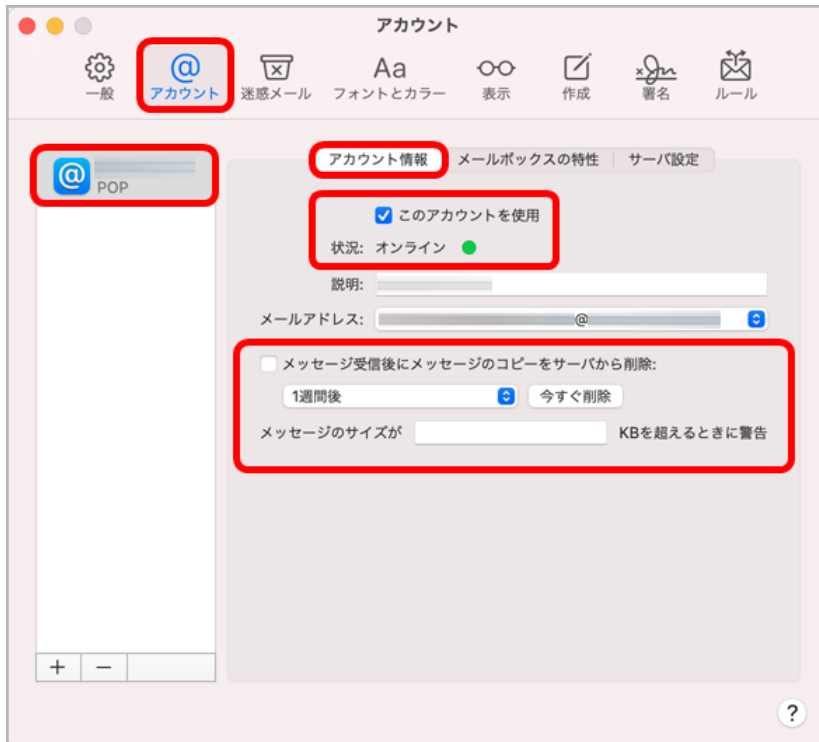 アカウント
一般 アカウント 迷惑メール フォントとカラー 表示 作成 署名 ルール
POP
アカウント情報 メールボックスの特性 サーバ設定
このアカウントを使用
状況: オンライン
説明:
メールアドレス: @
メッセージ受信後にメッセージのコピーをサーバから削除:
1週間後 今すぐ削除
メッセージのサイズが KBを超えるときに警告
+ −
?